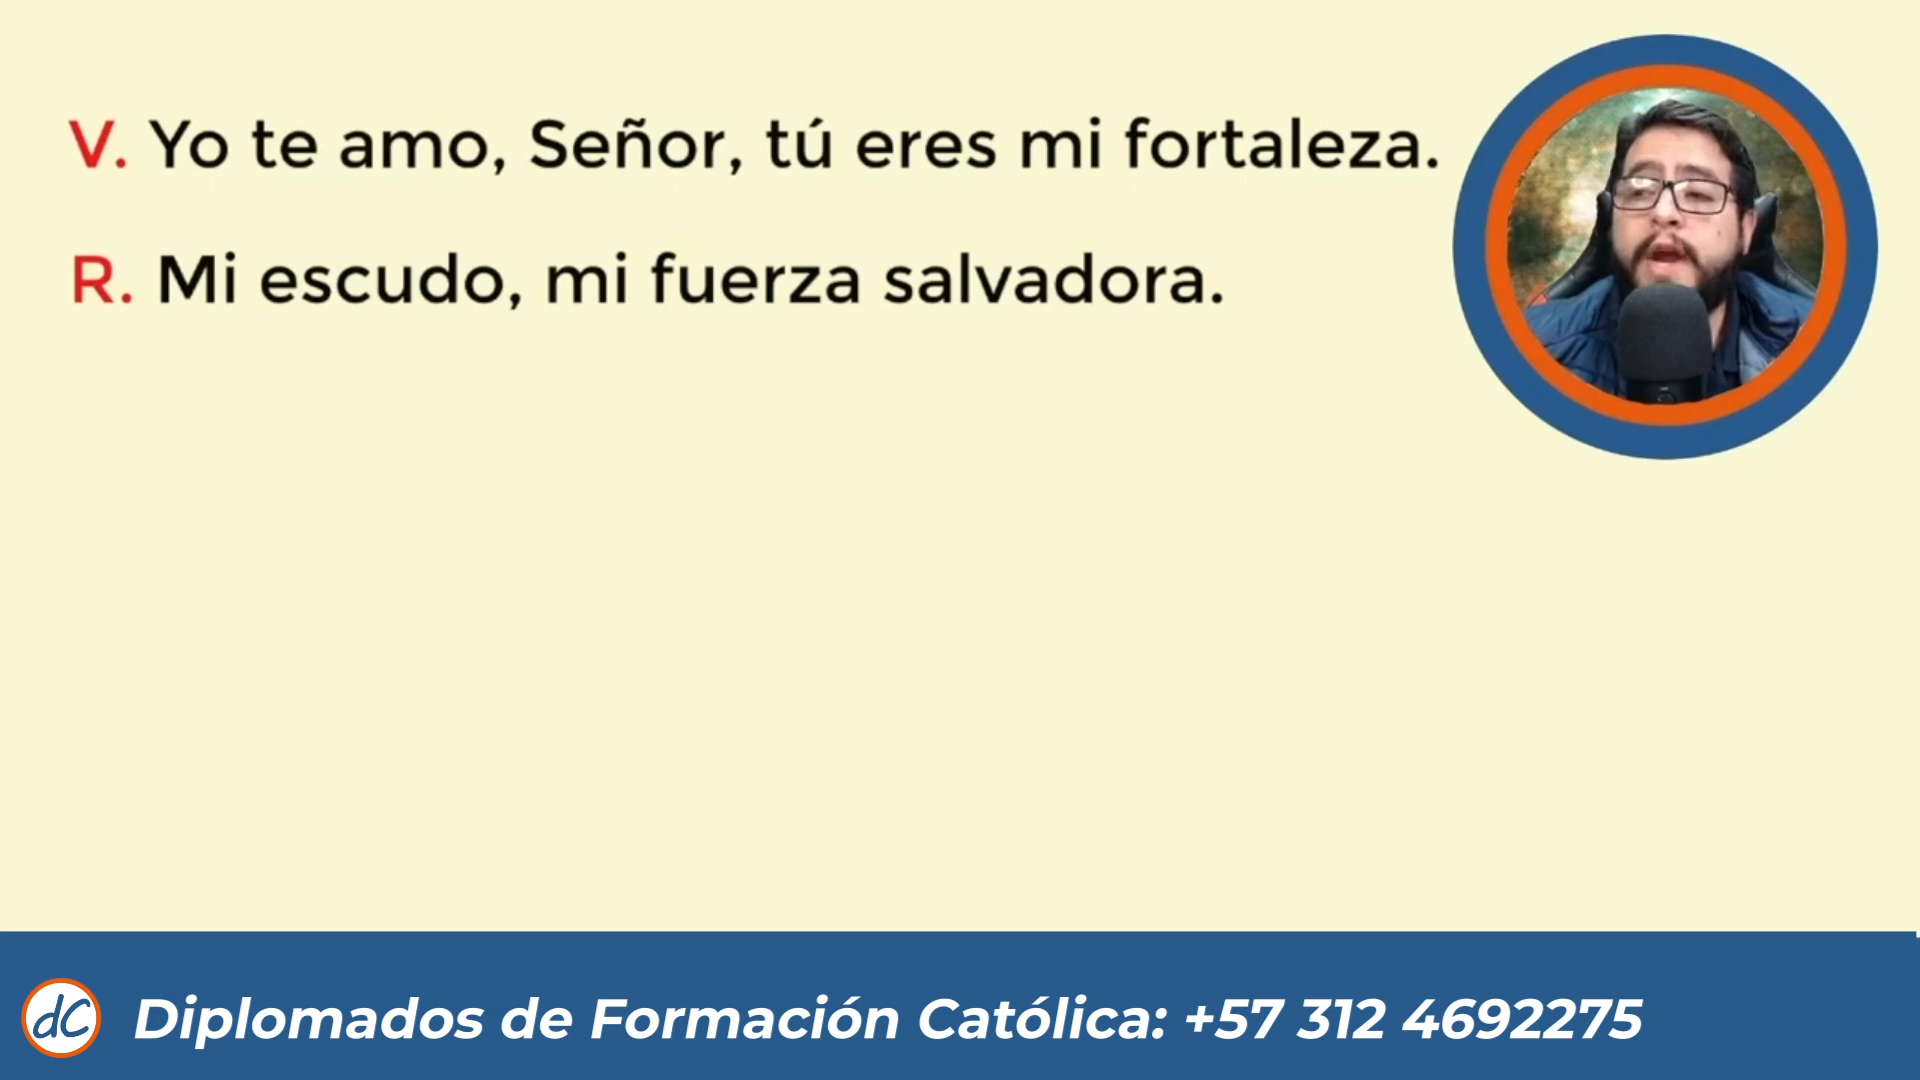 V. Yo te amo, Señor, tú eres mi fortaleza.
R. Mi escudo, mi fuerza salvadora.
dC Diplomados de Formación Católica: +57 312 4692275